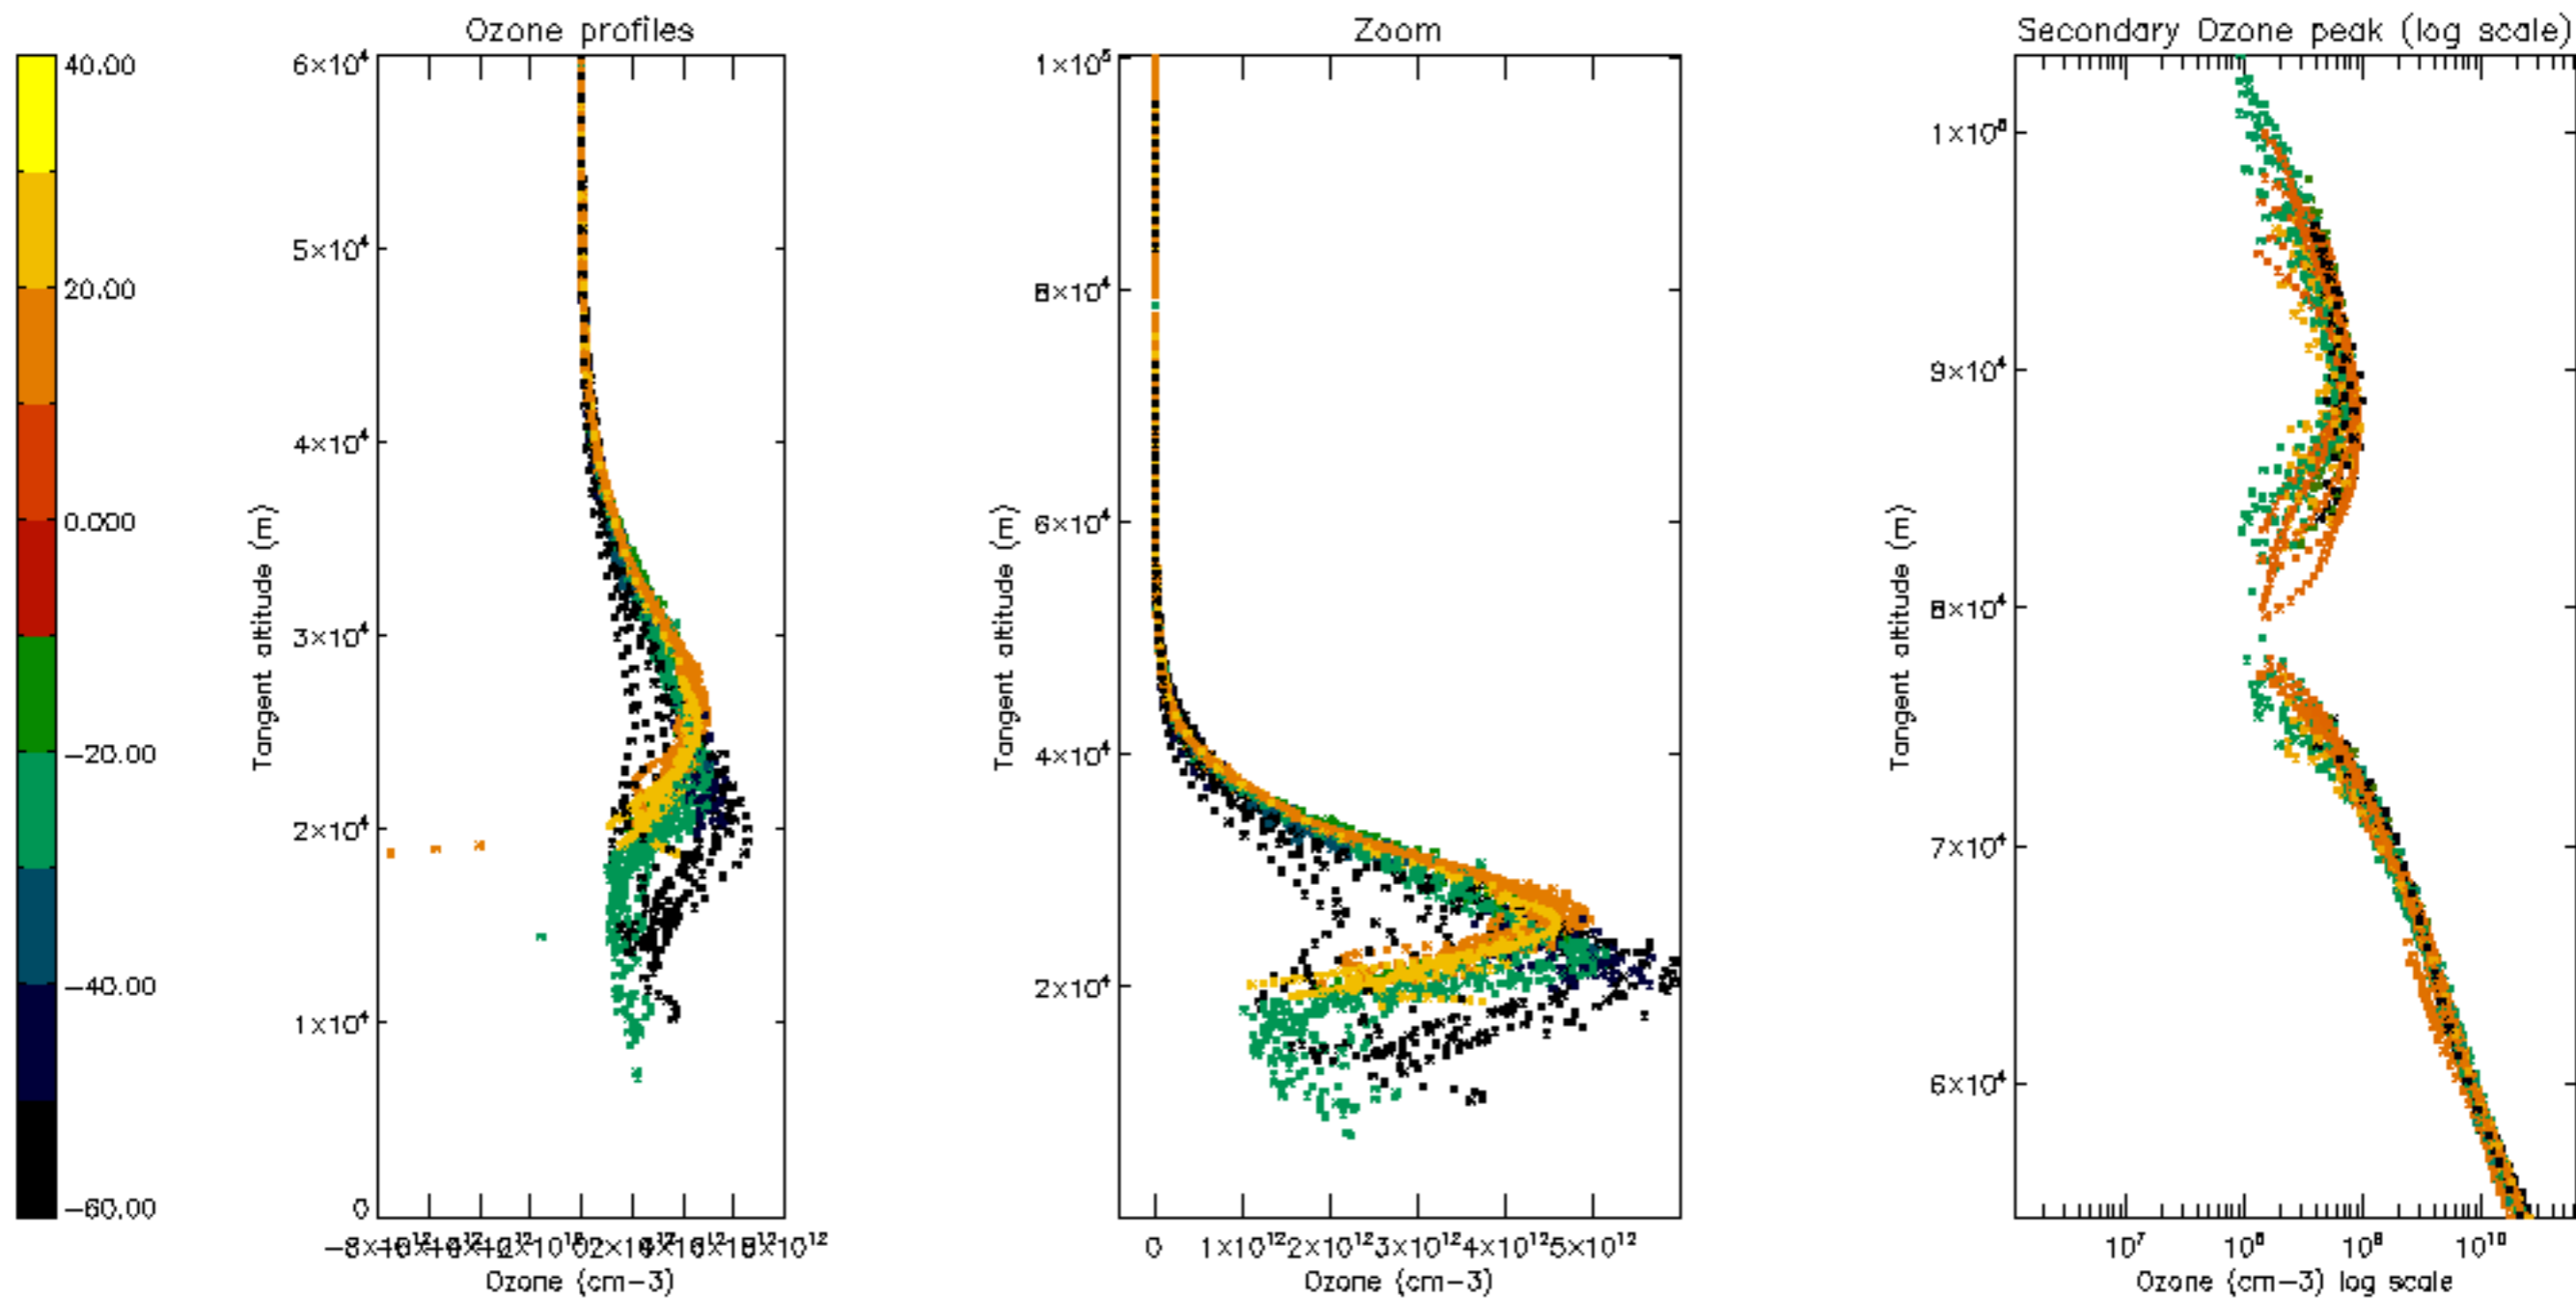 Ozone profiles
Zoom
Secondary Ozone peak (log scale)
40.00
20.00
0.000
-20.00
-40.00
-60.00
6×10⁴
5×10⁴
4×10⁴
3×10⁴
2×10⁴
1×10⁴
0
Tangent altitude (m)
Ozone (cm-3)
1×10⁵
8×10⁴
6×10⁴
4×10⁴
2×10⁴
Tangent altitude (m)
0 1×10¹² 2×10¹² 3×10¹² 4×10¹² 5×10¹²
Ozone (cm-3)
9×10⁴
8×10⁴
7×10⁴
6×10⁴
Tangent altitude (m)
10⁷ 10⁸ 10⁹ 10¹⁰
Ozone (cm-3) log scale